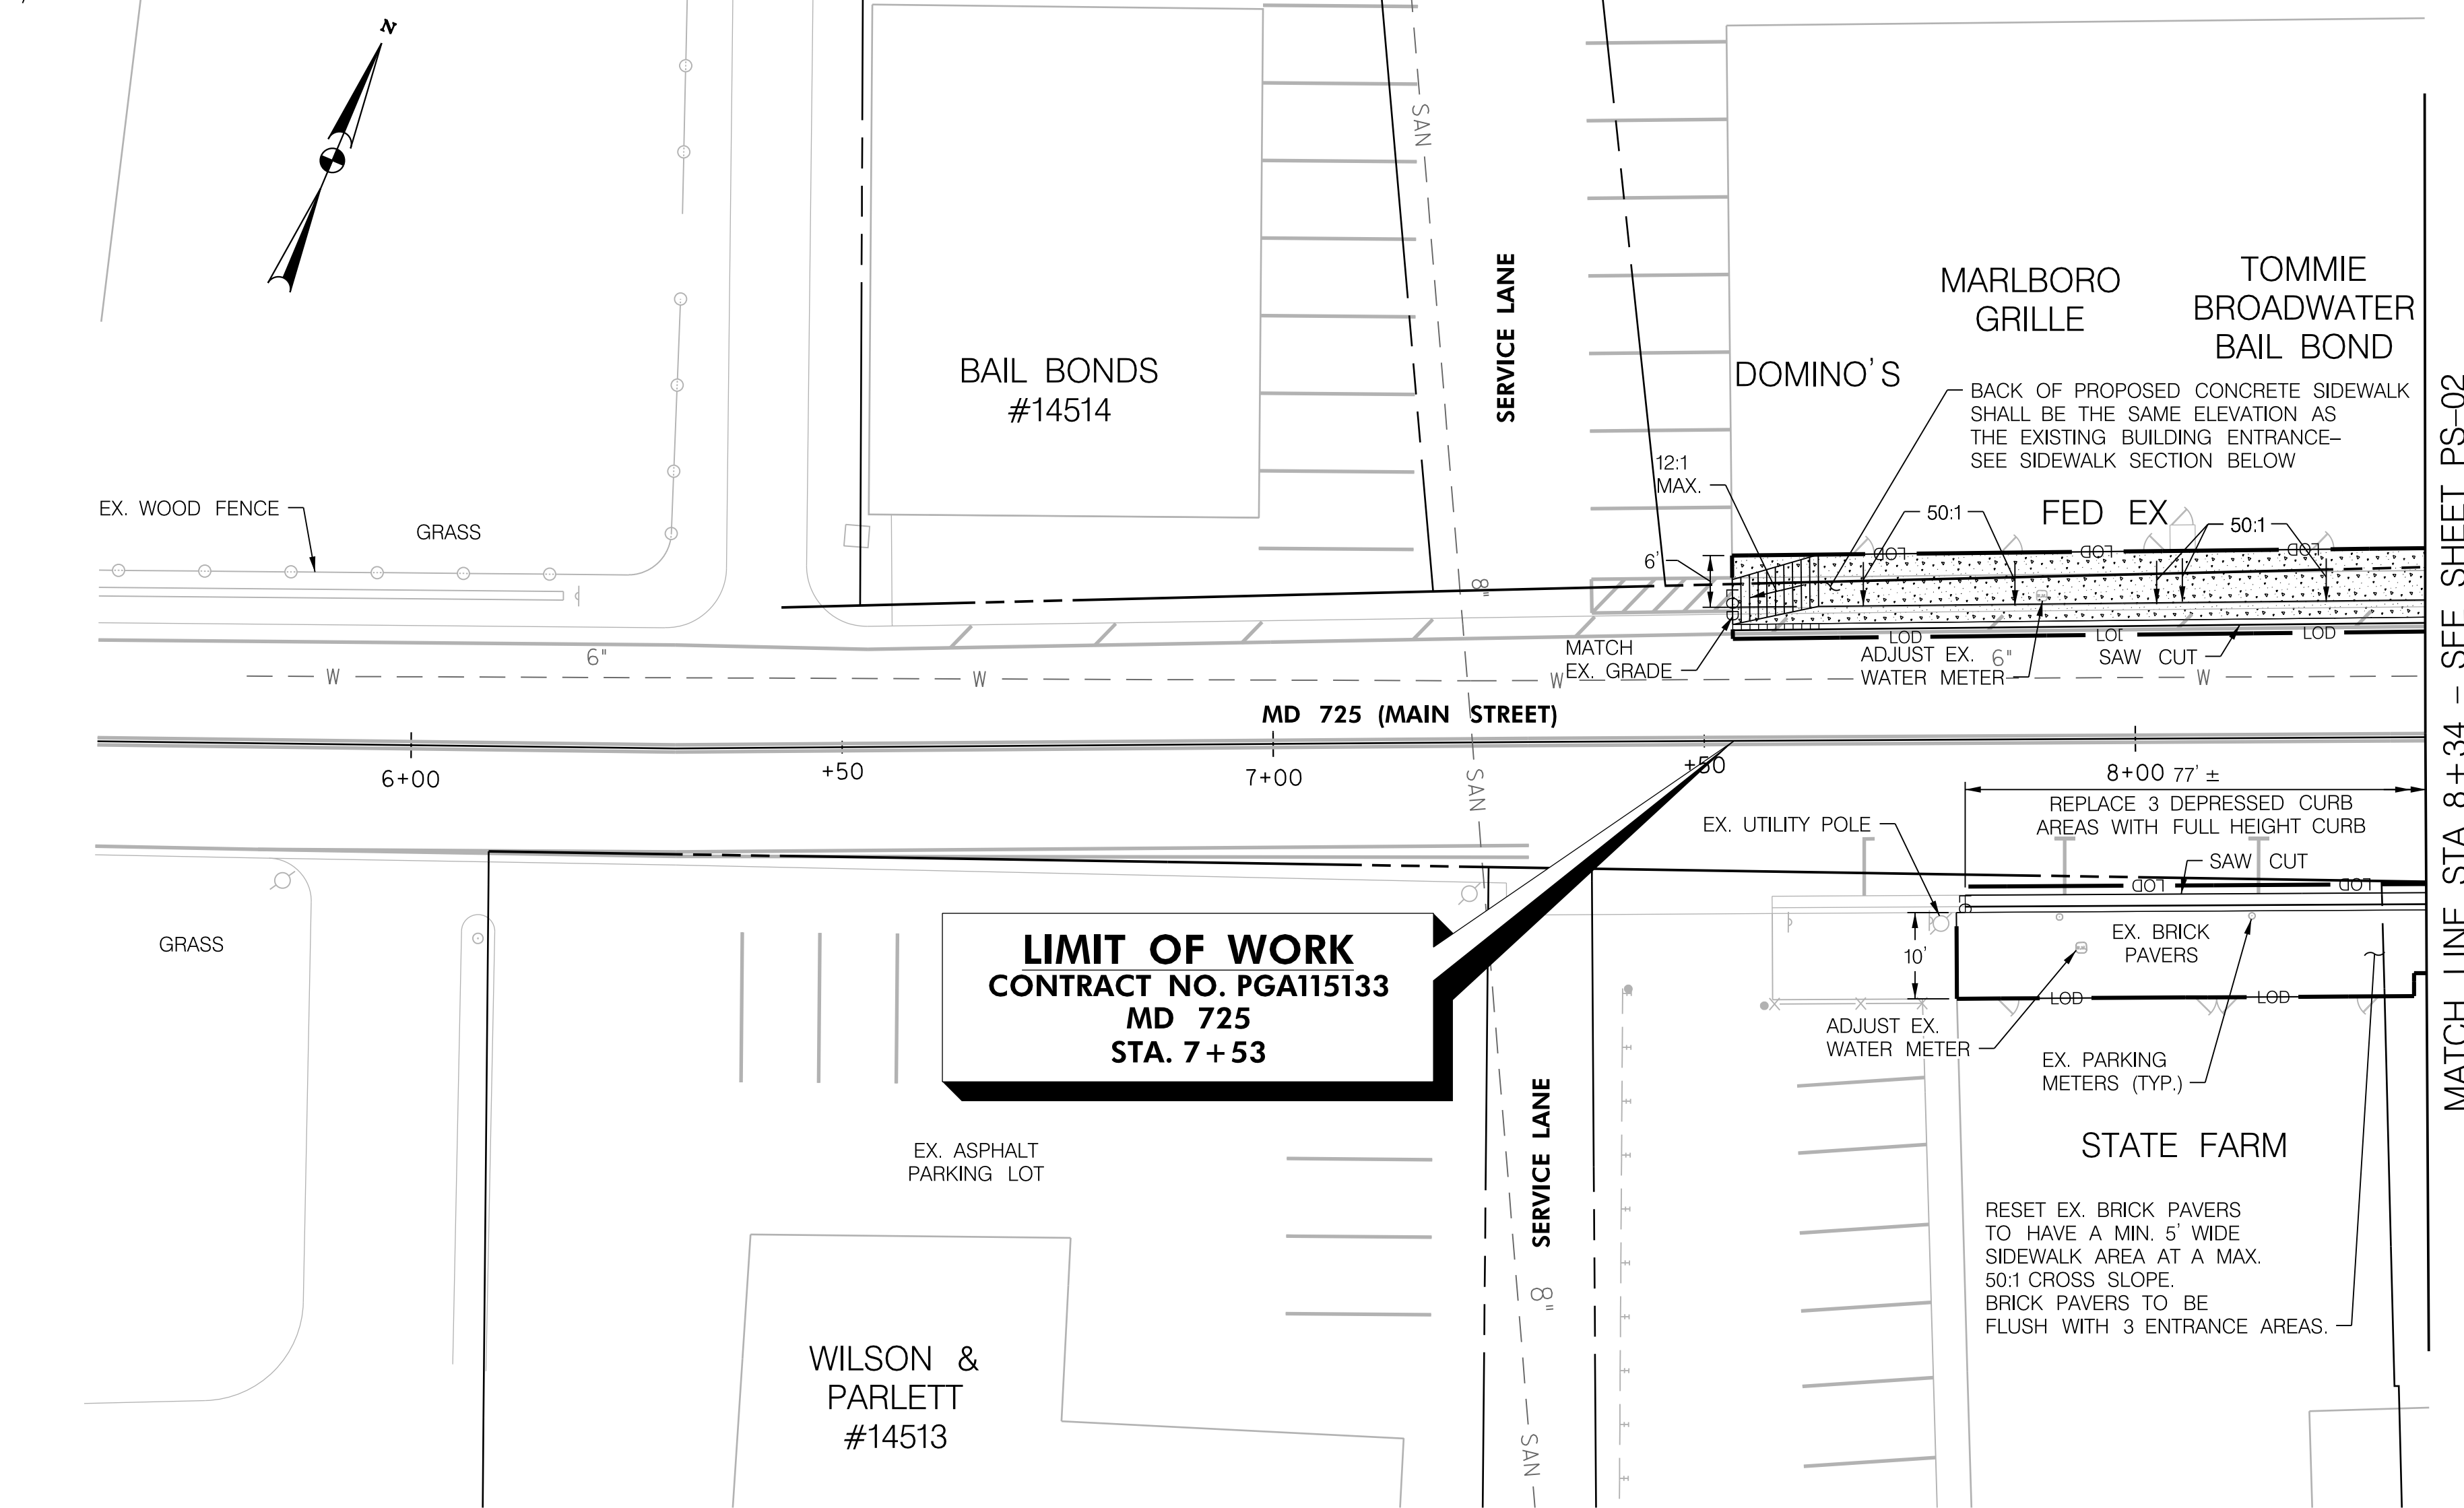 N
SAN
SERVICE LANE
BAIL BONDS
#14514
MARLBORO
GRILLE
TOMMIE
BROADWATER
BAIL BOND
DOMINO'S
BACK OF PROPOSED CONCRETE SIDEWALK
SHALL BE THE SAME ELEVATION AS
THE EXISTING BUILDING ENTRANCE–
SEE SIDEWALK SECTION BELOW
12:1
MAX.
EX. WOOD FENCE
GRASS
50:1
FED EX
50:1
6'
LOD
LOD
LOD
LOD
8"
LOD
LOD
LOD
MATCH
EX. GRADE
ADJUST EX.
WATER METER
6"
SAW CUT
6"
W
W
W
W
MD 725 (MAIN STREET)
6+00
+50
7+00
+50
8+00
77' ±
SAN
REPLACE 3 DEPRESSED CURB
AREAS WITH FULL HEIGHT CURB
EX. UTILITY POLE
SAW CUT
LOD
LOD
GRASS
LIMIT OF WORK
CONTRACT NO. PGA115133
MD 725
STA. 7+53
10'
EX. BRICK
PAVERS
LOD
LOD
ADJUST EX.
WATER METER
EX. PARKING
METERS (TYP.)
SERVICE LANE
8"
EX. ASPHALT
PARKING LOT
STATE FARM
RESET EX. BRICK PAVERS
TO HAVE A MIN. 5' WIDE
SIDEWALK AREA AT A MAX.
50:1 CROSS SLOPE.
BRICK PAVERS TO BE
FLUSH WITH 3 ENTRANCE AREAS.
WILSON &
PARLETT
#14513
SAN
MATCH LINE STA 8+34 – SEE SHEET PS–02